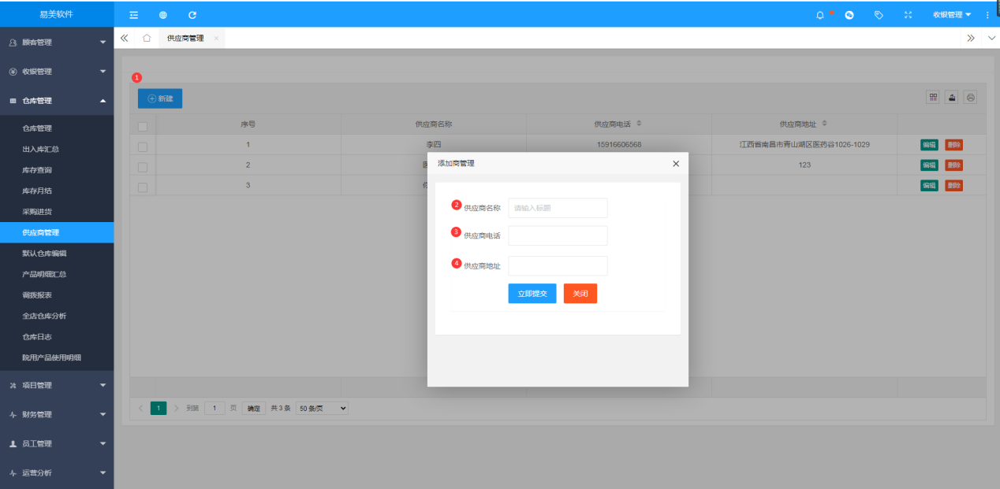 易美软件
收银管理
顾客管理
供应商管理
收银管理
1
仓库管理
新建
仓库管理
序号 供应商名称 供应商电话 供应商地址
出入库汇总
1 李四 15916606568 江西省南昌市青山湖区医药谷1026-1029 编辑 删除
库存查询
2 123 编辑 删除
库存月结
3 编辑 删除
采购进货
供应商管理
默认仓库编辑
产品明细汇总
调拨报表
全店仓库分析
仓库日志
院用产品使用明细
项目管理
财务管理
员工管理
运营分析
添加商管理
2 供应商名称 请输入标题
3 供应商电话
4 供应商地址
立即提交 关闭
1 到第 1 页 确定 共 3 条 50 条/页